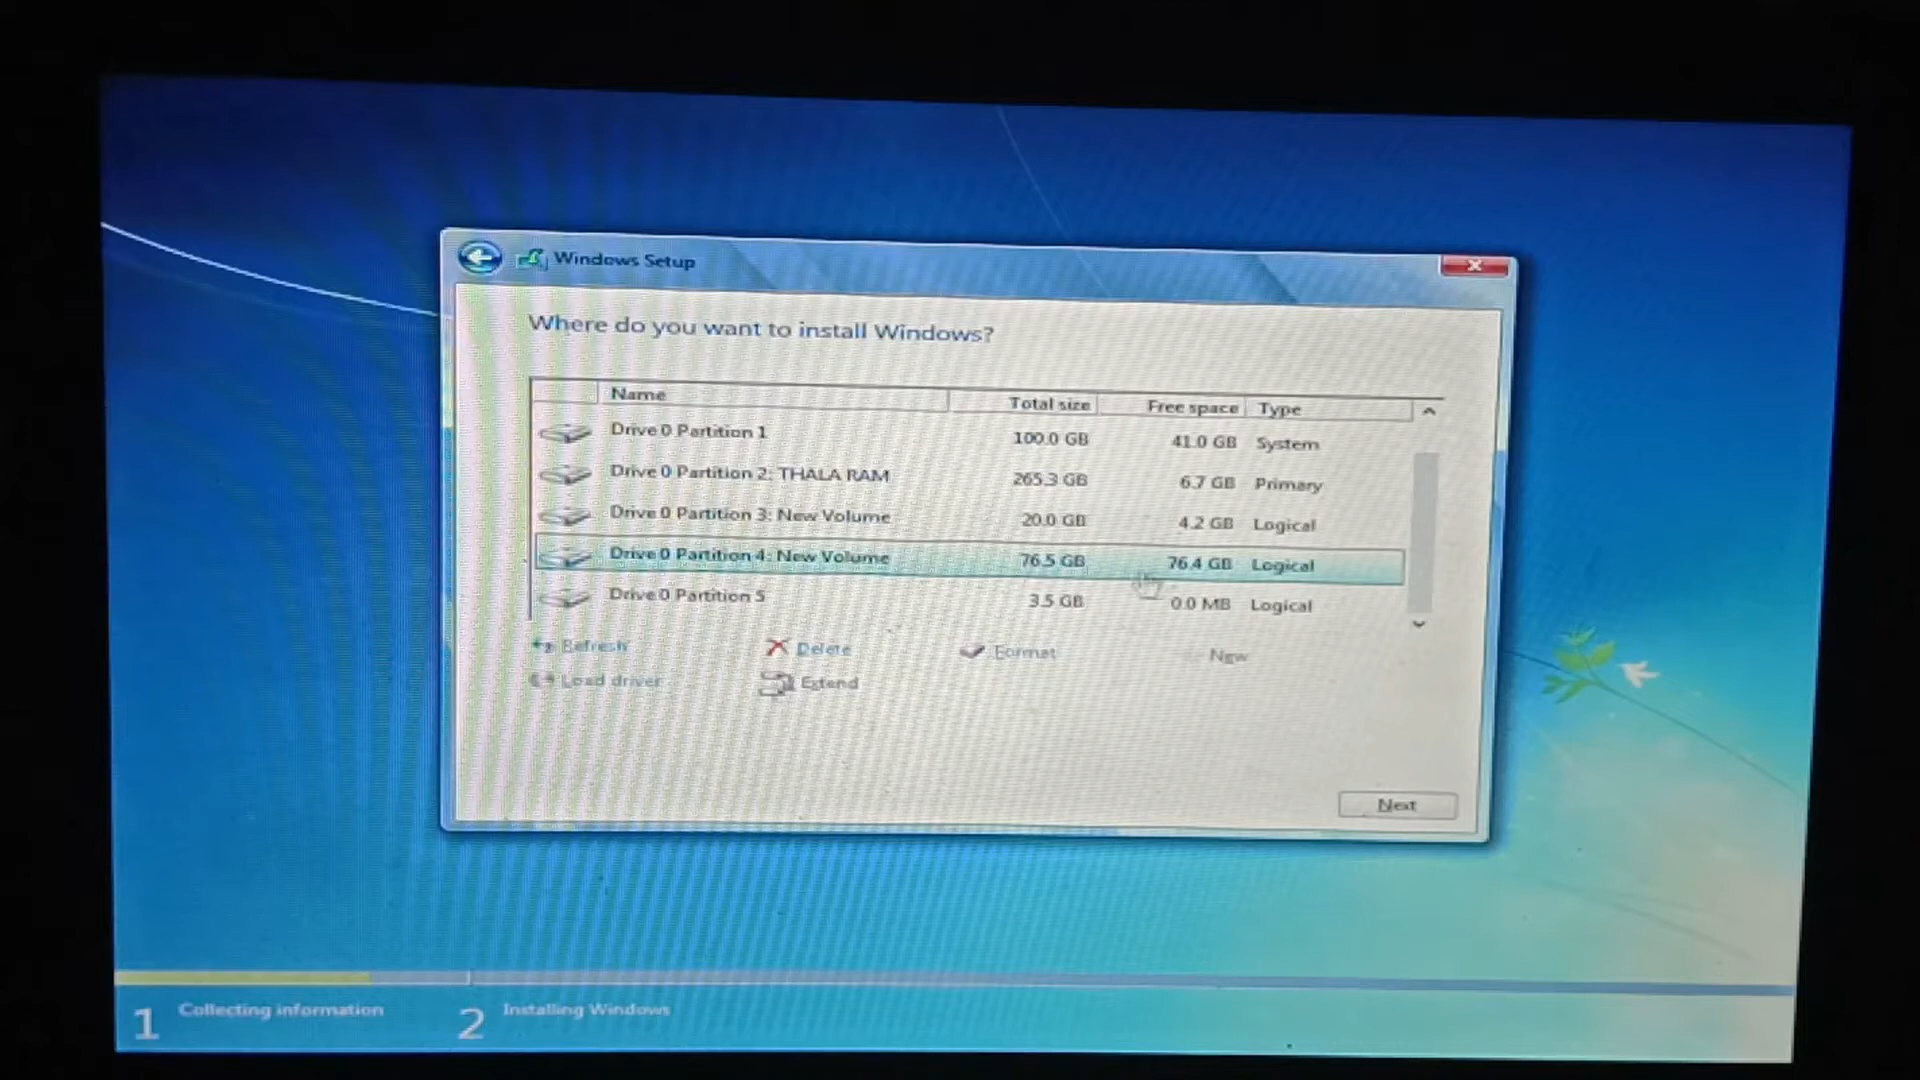 Windows Setup
Where do you want to install Windows?
Name Total size Free space Type
Drive 0 Partition 1 100.0 GB 41.0 GB System
Drive 0 Partition 2: THALA RAM 265.3 GB 6.7 GB Primary
Drive 0 Partition 3: New Volume 20.0 GB 4.2 GB Logical
Drive 0 Partition 4: New Volume 76.5 GB 76.4 GB Logical
Drive 0 Partition 5 3.5 GB 0.0 MB Logical
Refresh Delete Format New
Load driver Extend
Next
1 Collecting information 2 Installing Windows